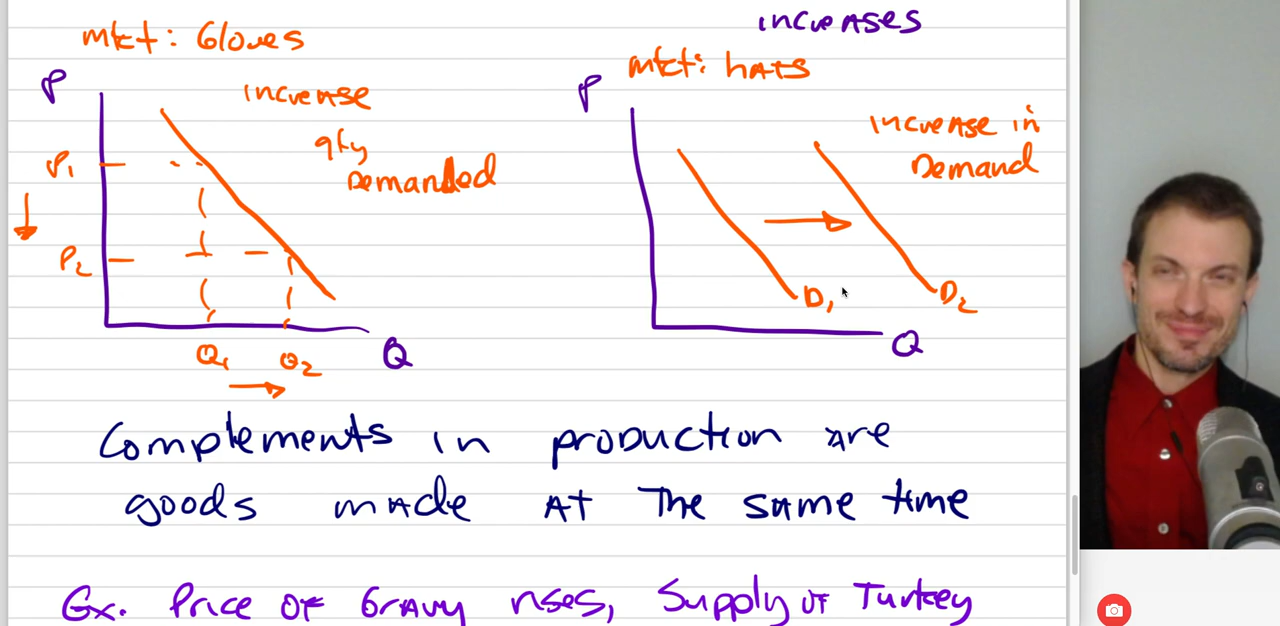 increases
mkt: Gloves
mkt: hats
P
increase
qty
Demanded
P1
P2
Q1
Q2
Q
P
increase in
Demand
D1
D2
Q
Complements in production are
goods made at the same time
Ex. Price of Gravy rises, Supply of Turkey